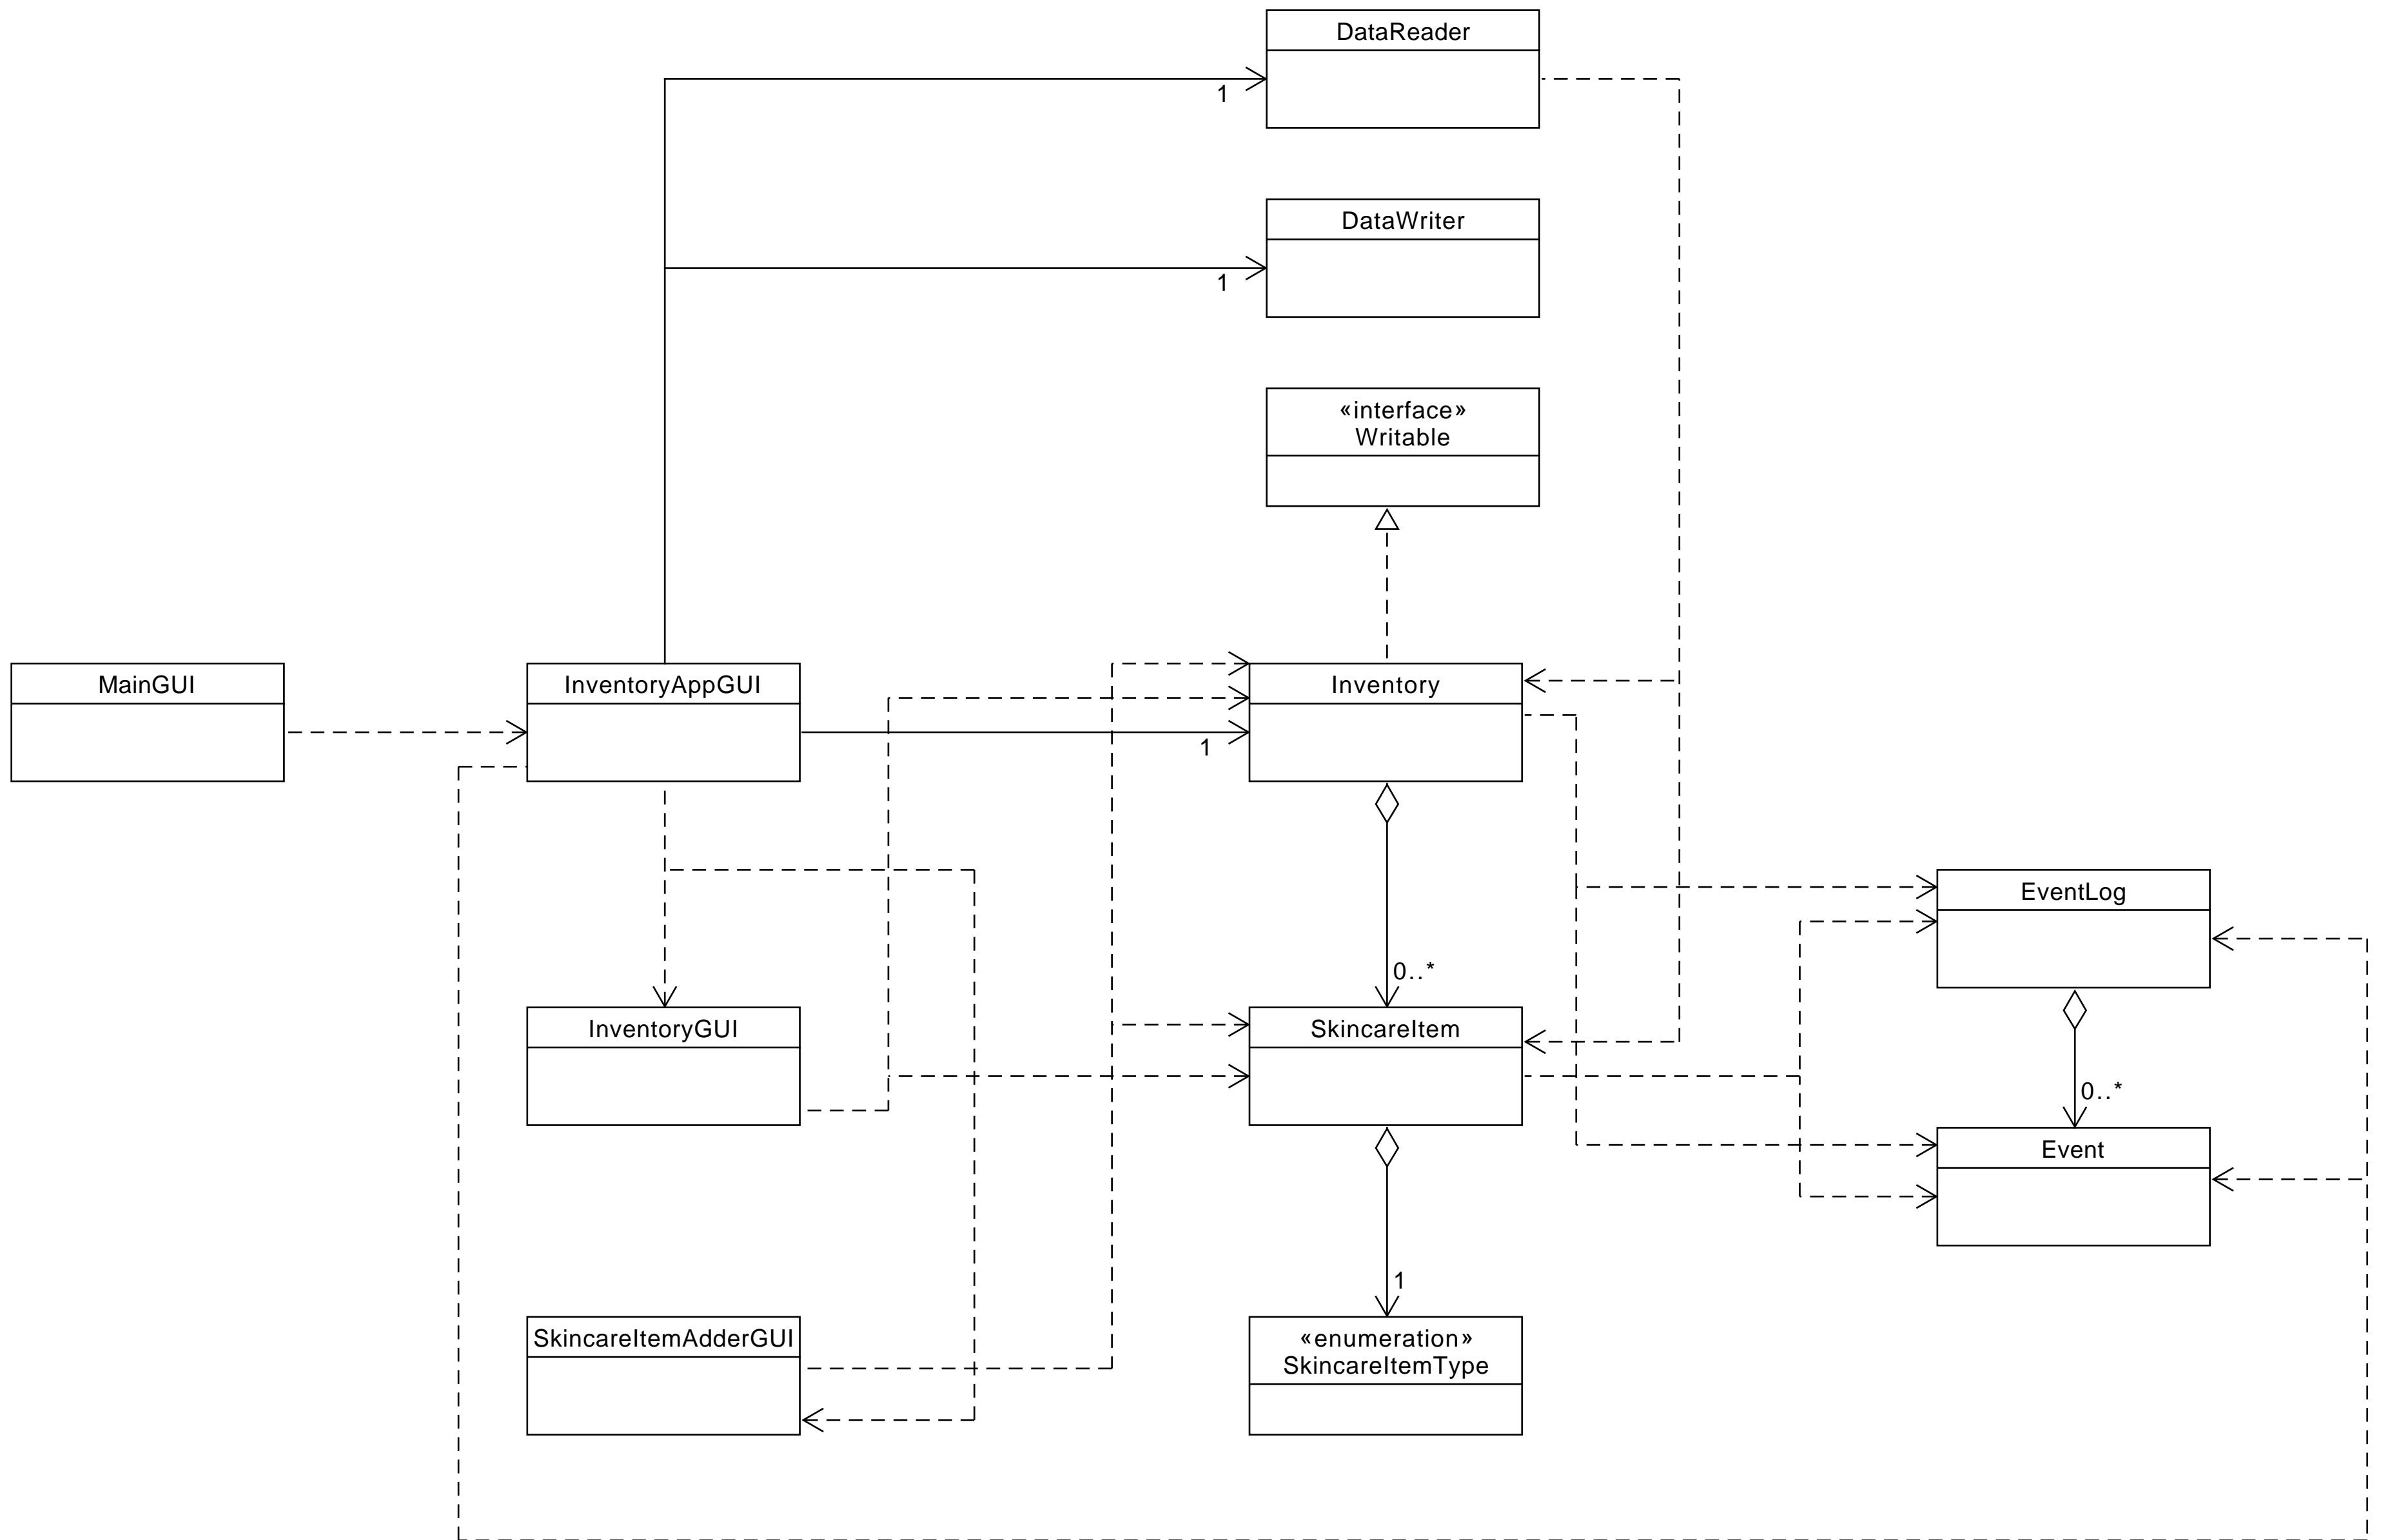 DataReader
1
DataWriter
1
«interface»
Writable
MainGUI
InventoryAppGUI
Inventory
1
EventLog
0..*
InventoryGUI
SkincareItem
0..*
Event
1
SkincareItemAdderGUI
«enumeration»
SkincareItemType